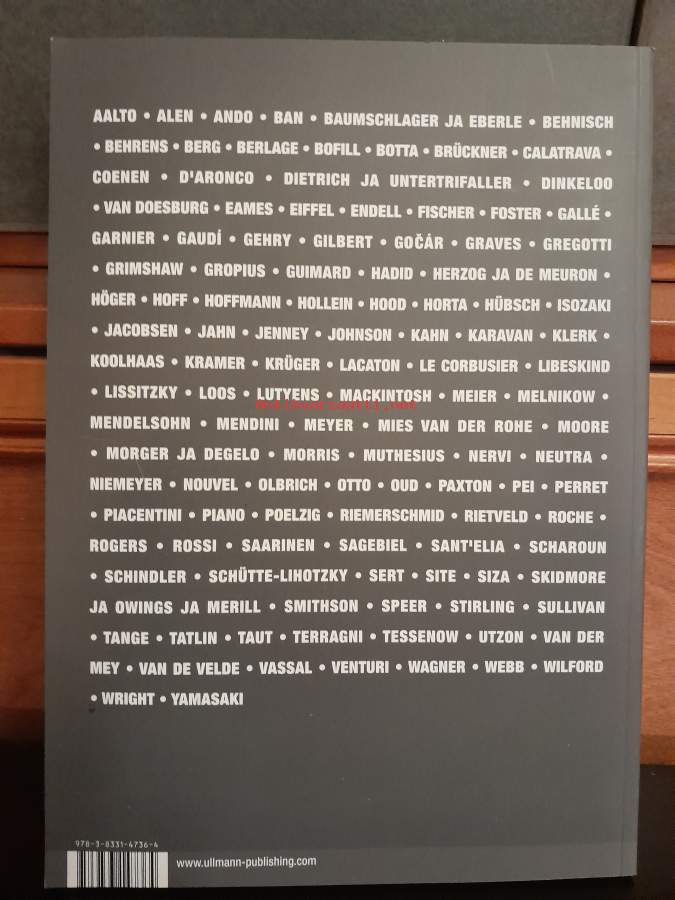 AALTO • ALEN • ANDO • BAN • BAUMSCHLAGER JA EBERLE • BEHNISCH
• BEHRENS • BERG • BERLAGE • BOFILL • BOTTA • BRÜCKNER • CALATRAVA •
COENEN • D'ARONCO • DIETRICH JA UNTERTRIFALLER • DINKELOO
• VAN DOESBURG • EAMES • EIFFEL • ENDELL • FISCHER • FOSTER • GALLÉ •
GARNIER • GAUDÍ • GEHRY • GILBERT • GOČÁR • GRAVES • GREGOTTI
• GRIMSHAW • GROPIUS • GUIMARD • HADID • HERZOG JA DE MEURON •
HÖGER • HOFF • HOFFMANN • HOLLEIN • HOOD • HORTA • HÜBSCH • ISOZAKI
• JACOBSEN • JAHN • JENNEY • JOHNSON • KAHN • KARAVAN • KLERK •
KOOLHAAS • KRAMER • KRÜGER • LACATON • LE CORBUSIER • LIBESKIND
• LISSITZKY • LOOS • LUTYENS • MACKINTOSH • MEIER • MELNIKOW •
Antikvariaatti.net
MENDELSOHN • MENDINI • MEYER • MIES VAN DER ROHE • MOORE
• MORGER JA DEGELO • MORRIS • MUTHESIUS • NERVI • NEUTRA •
NIEMEYER • NOUVEL • OLBRICH • OTTO • OUD • PAXTON • PEI • PERRET
• PIACENTINI • PIANO • POELZIG • RIEMERSCHMID • RIETVELD • ROCHE •
ROGERS • ROSSI • SAARINEN • SAGEBIEL • SANT'ELIA • SCHAROUN
• SCHINDLER • SCHÜTTE-LIHOTZKY • SERT • SITE • SIZA • SKIDMORE
JA OWINGS JA MERILL • SMITHSON • SPEER • STIRLING • SULLIVAN
• TANGE • TATLIN • TAUT • TERRAGNI • TESSENOW • UTZON • VAN DER
MEY • VAN DE VELDE • VASSAL • VENTURI • WAGNER • WEBB • WILFORD
• WRIGHT • YAMASAKI
978-3-8331-4736-4
www.ullmann-publishing.com